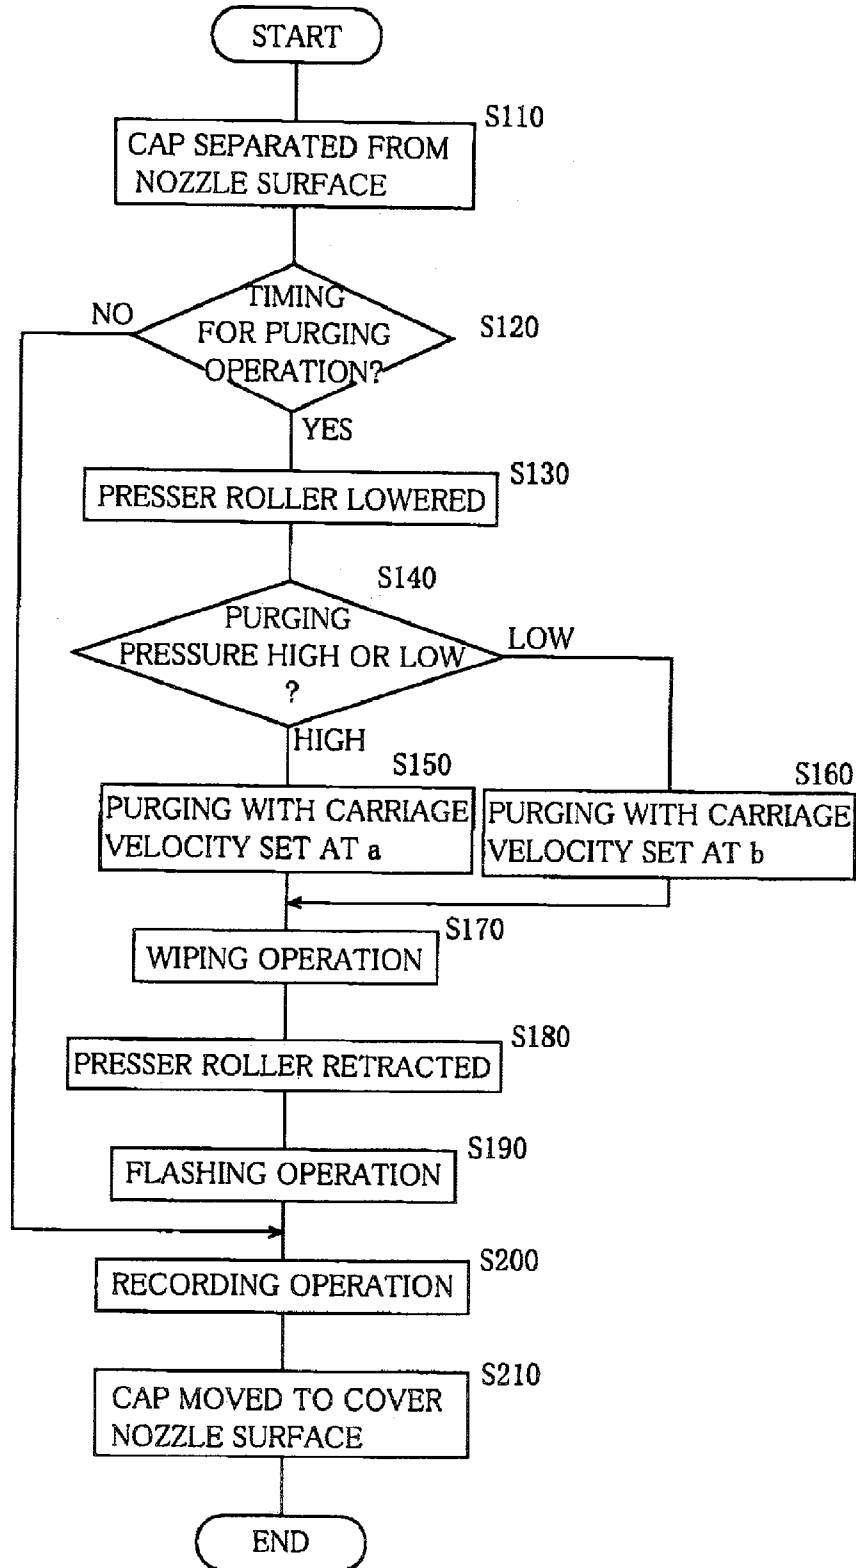 START
S110
CAP SEPARATED FROM
NOZZLE SURFACE
TIMING
FOR PURGING
OPERATION?
NO
S120
YES
S130
PRESSER ROLLER LOWERED
S140
PURGING
PRESSURE HIGH OR LOW
?
LOW
HIGH
S150
PURGING WITH CARRIAGE
VELOCITY SET AT a
S160
PURGING WITH CARRIAGE
VELOCITY SET AT b
S170
WIPING OPERATION
S180
PRESSER ROLLER RETRACTED
S190
FLASHING OPERATION
S200
RECORDING OPERATION
S210
CAP MOVED TO COVER
NOZZLE SURFACE
END